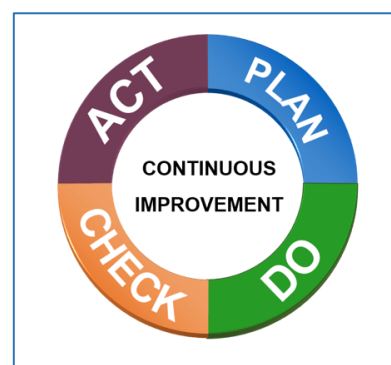 ACT
PLAN
CONTINUOUS
IMPROVEMENT
CHECK
DO